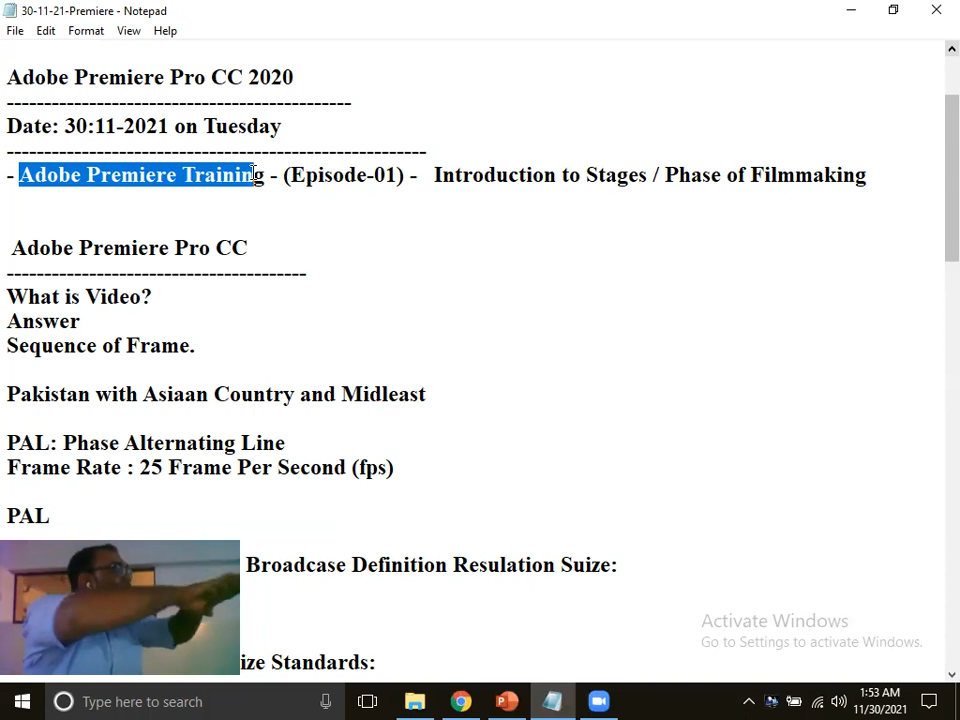 30-11-21-Premiere - Notepad
File Edit Format View Help
Adobe Premiere Pro CC 2020
----------------------------------------------
Date: 30:11-2021 on Tuesday
--------------------------------------------------------
- Adobe Premiere Training - (Episode-01) - Introduction to Stages / Phase of Filmmaking
Adobe Premiere Pro CC
----------------------------------------
What is Video?
Answer
Sequence of Frame.
Pakistan with Asiaan Country and Midleast
PAL: Phase Alternating Line
Frame Rate : 25 Frame Per Second (fps)
PAL
Broadcase Definition Resulation Suize:
ize Standards:
Activate Windows
Go to Settings to activate Windows.
Type here to search
1:53 AM
11/30/2021